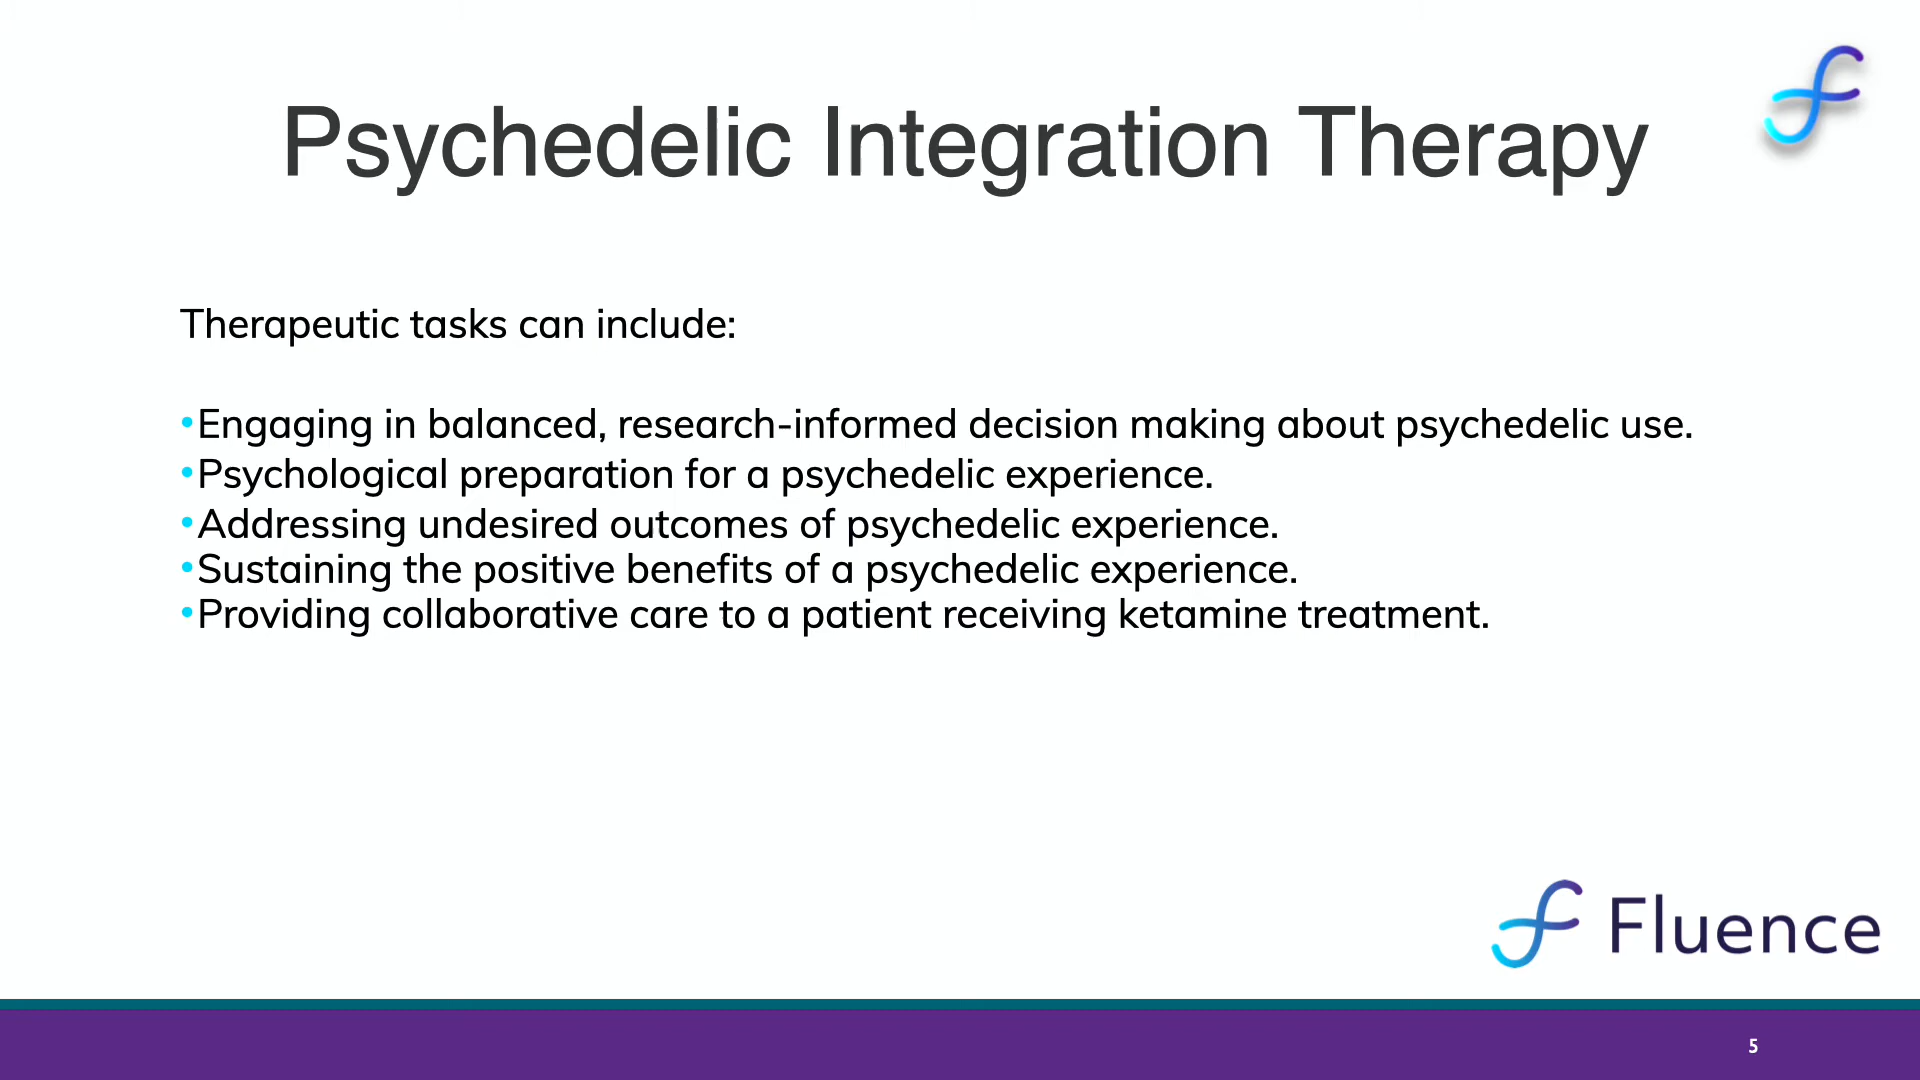 Psychedelic Integration Therapy
Therapeutic tasks can include:
•Engaging in balanced, research-informed decision making about psychedelic use.
•Psychological preparation for a psychedelic experience.
•Addressing undesired outcomes of psychedelic experience.
•Sustaining the positive benefits of a psychedelic experience.
•Providing collaborative care to a patient receiving ketamine treatment.
Fluence
5